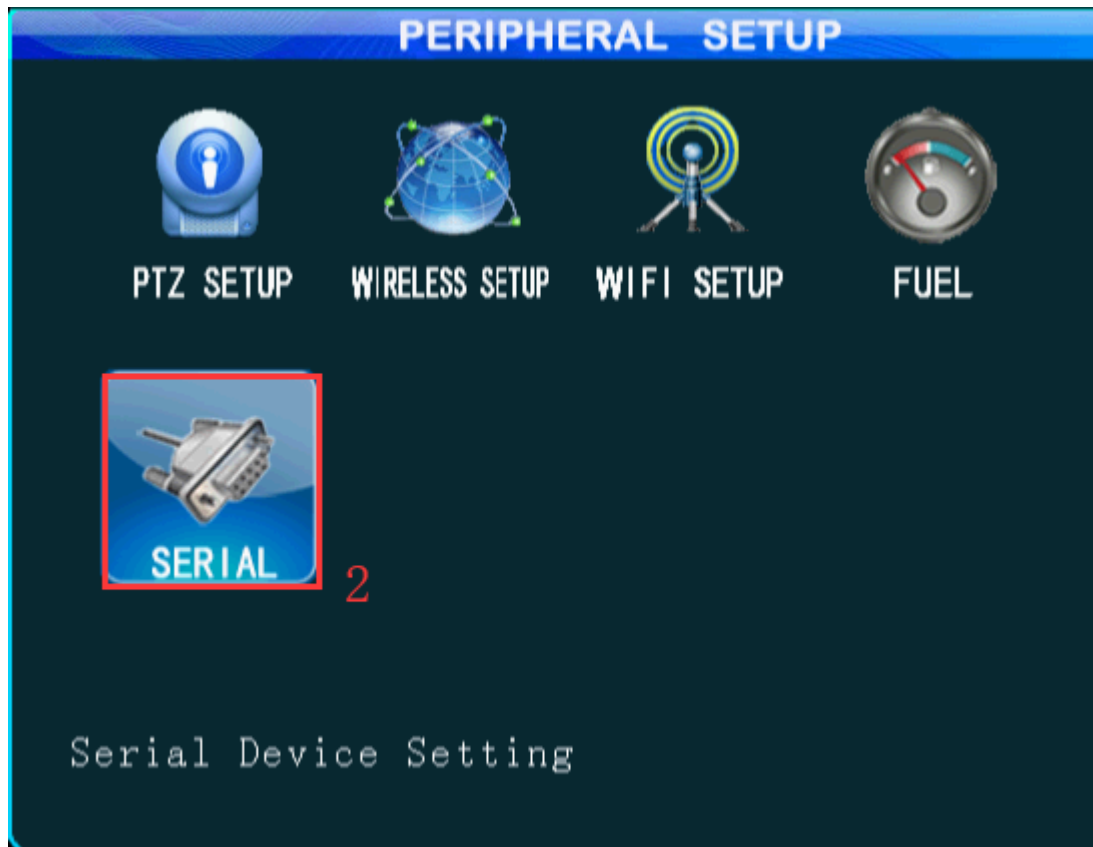 PERIPHERAL SETUP
PTZ SETUP WIRELESS SETUP WIFI SETUP FUEL
SERIAL
2
Serial Device Setting